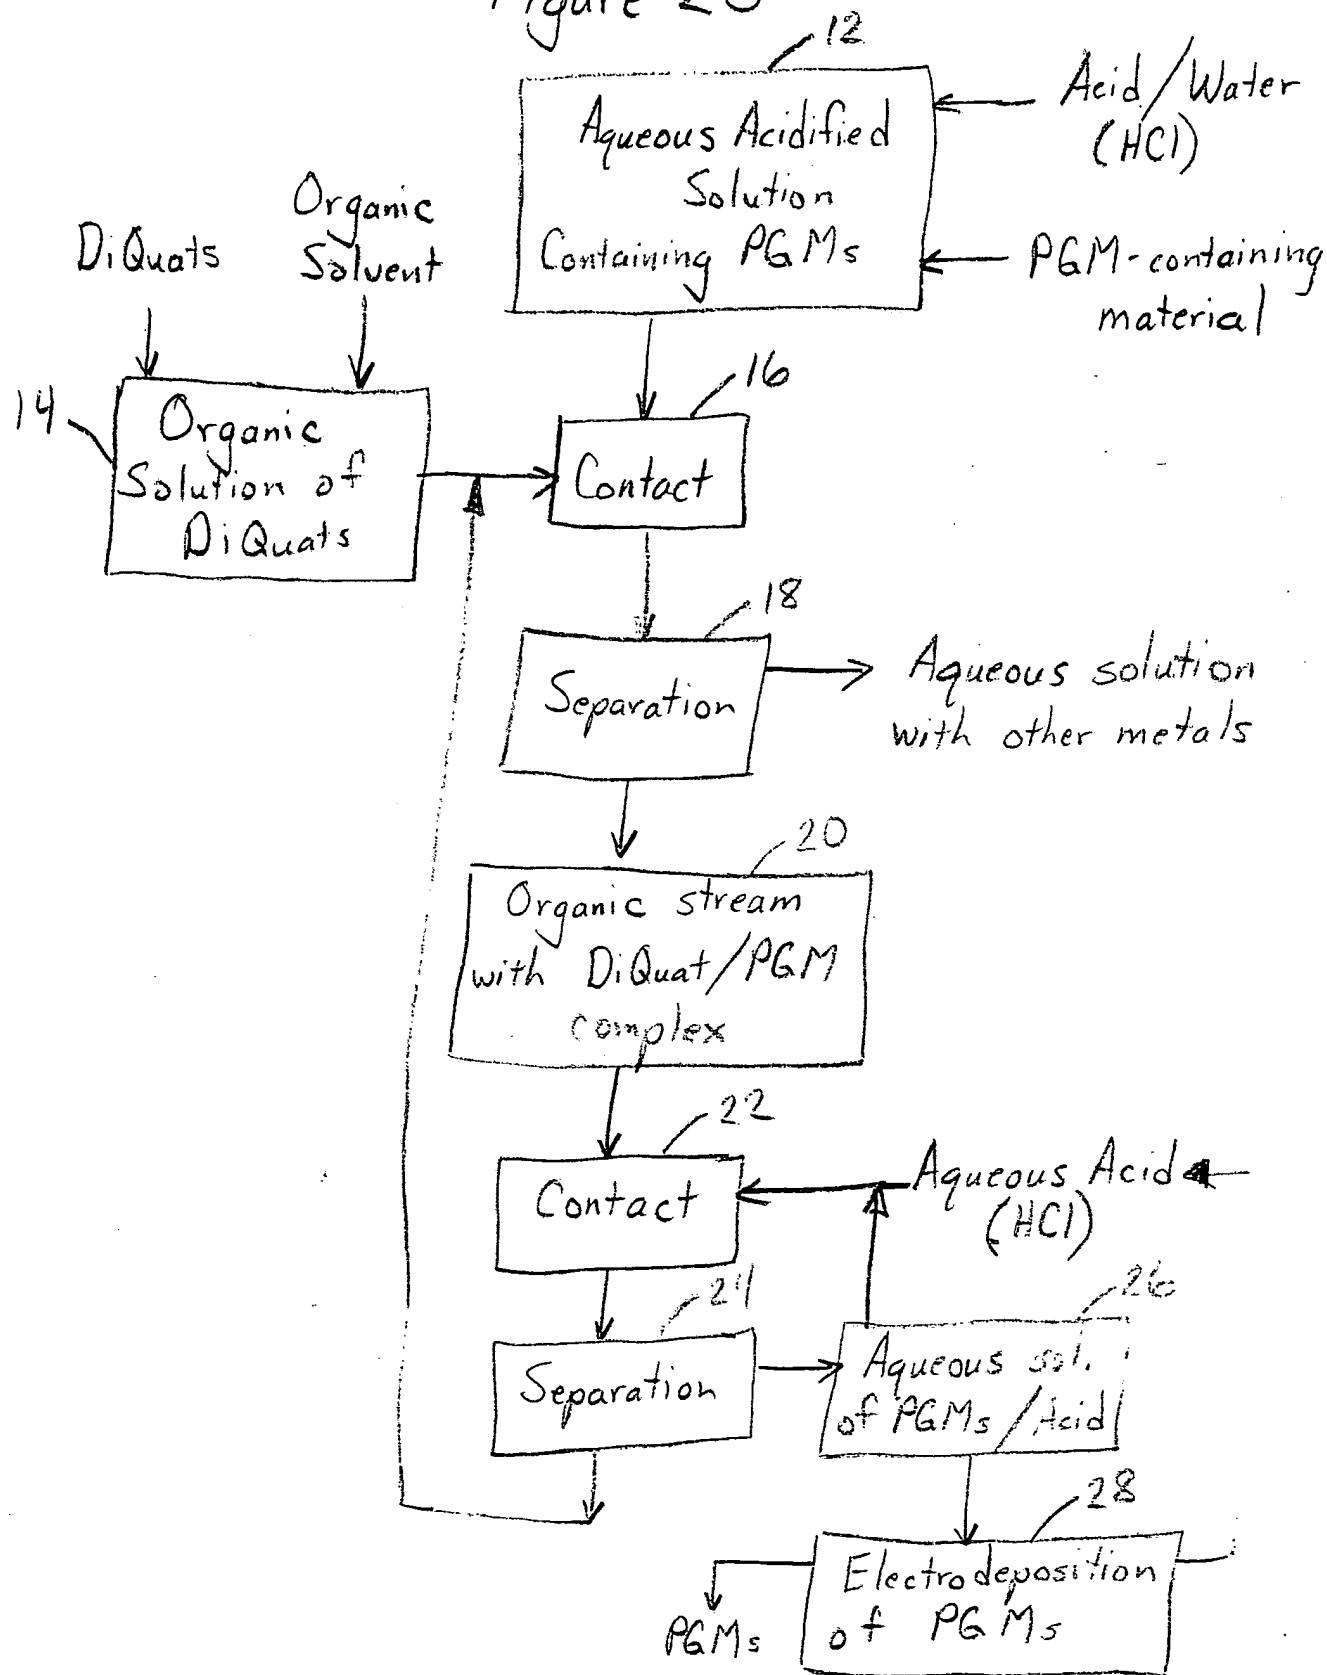 12
Acid/Water
(HCl)
Aqueous Acidified
Solution
Containing PGMs
PGM-containing
material
DiQuats
Organic
Solvent
14
Organic
Solution of
DiQuats
16
Contact
18
Separation
Aqueous solution
with other metals
20
Organic stream
with DiQuat/PGM
complex
22
Contact
Aqueous Acid
(HCl)
24
Separation
26
Aqueous sol.
of PGMs/Acid
28
Electrodeposition
of PGMs
PGMs